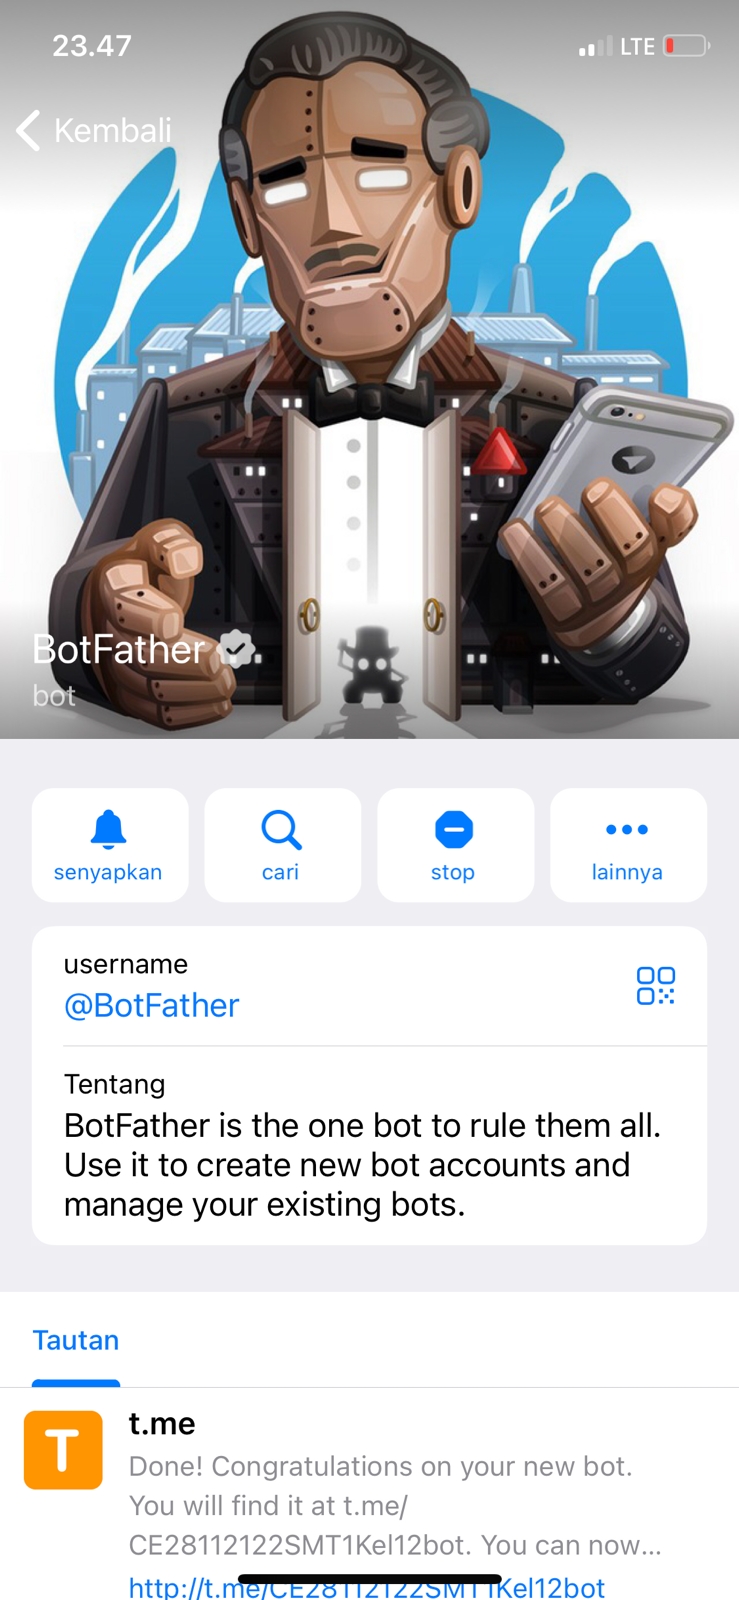 23.47
LTE
Kembali
BotFather
bot
senyapkan
cari
stop
lainnya
username
@BotFather
Tentang
BotFather is the one bot to rule them all.
Use it to create new bot accounts and
manage your existing bots.
Tautan
T
t.me
Done! Congratulations on your new bot.
You will find it at t.me/
CE28112122SMT1Kel12bot. You can now...
http://t.me/CE28112122SMT1Kel12bot